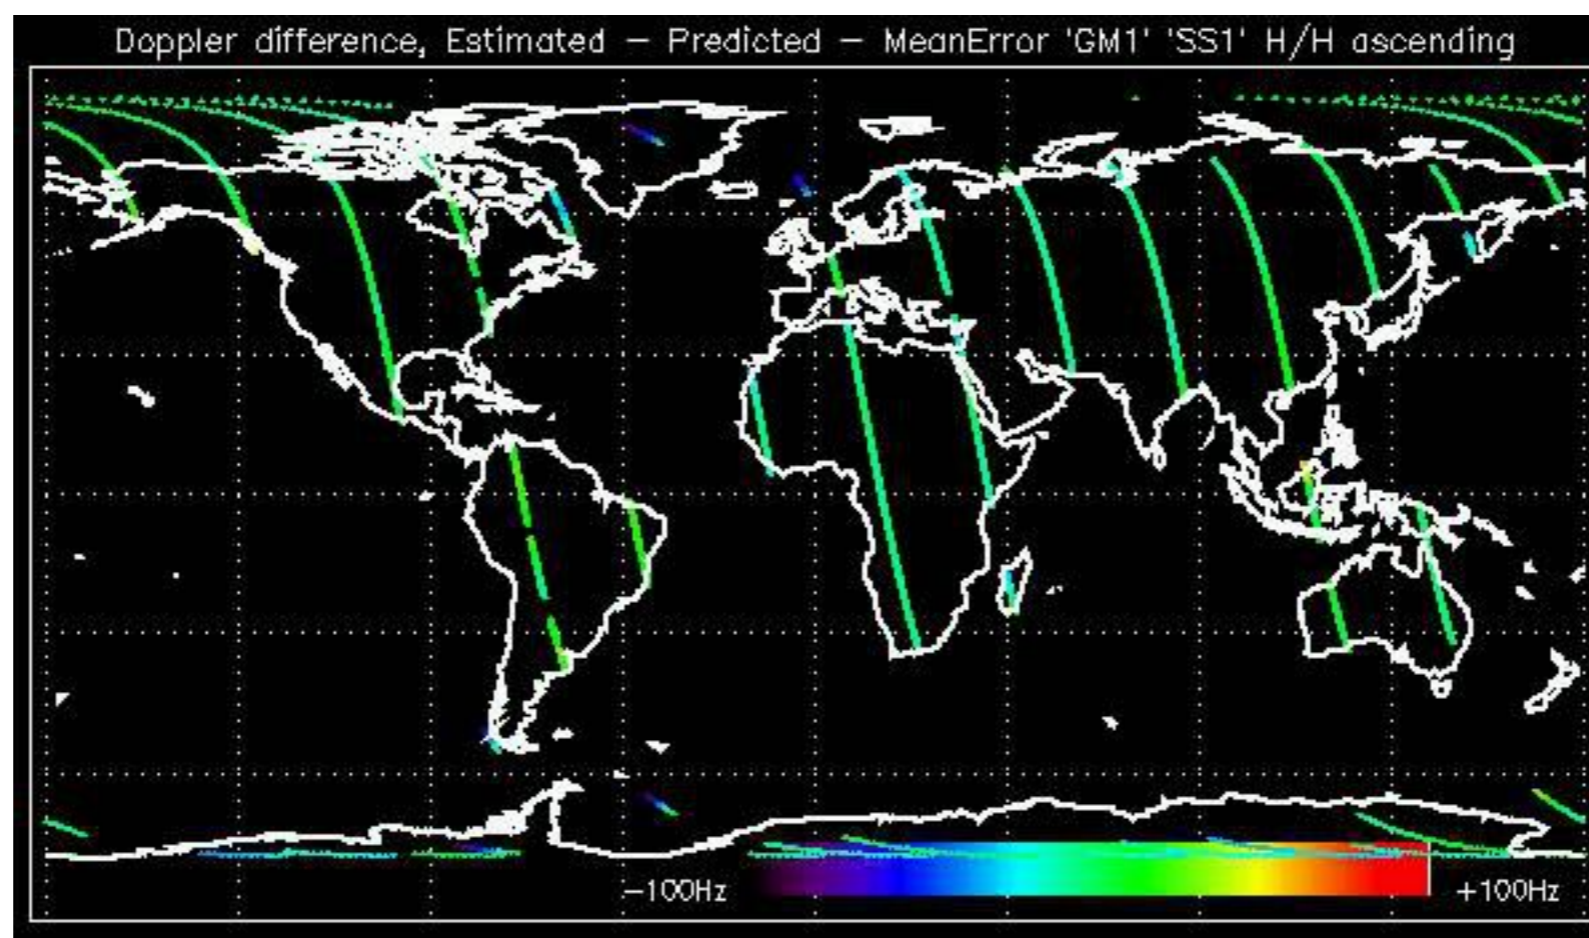 Doppler difference, Estimated − Predicted − MeanError 'GM1' 'SS1' H/H ascending
−100Hz +100Hz